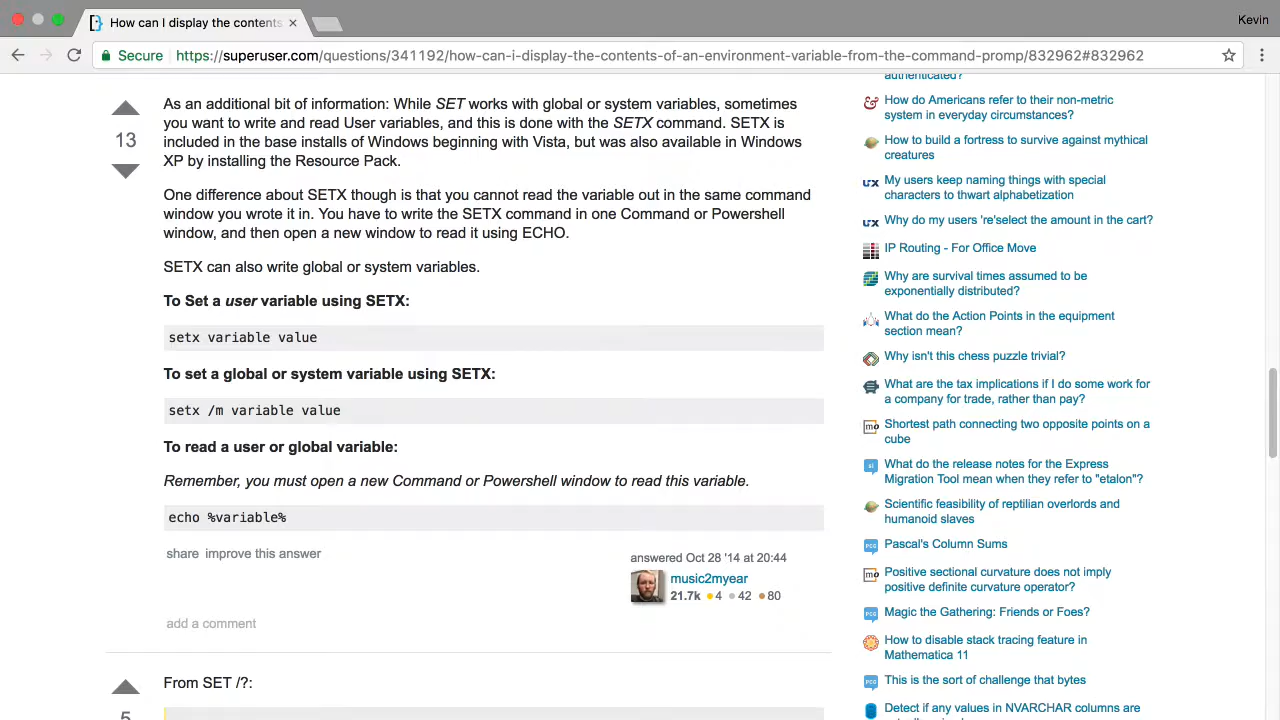 How can I display the contents
Kevin
Secure
https://superuser.com/questions/341192/how-can-i-display-the-contents-of-an-environment-variable-from-the-command-promp/832962#832962
13
As an additional bit of information: While SET works with global or system variables, sometimes
you want to write and read User variables, and this is done with the SETX command. SETX is
included in the base installs of Windows beginning with Vista, but was also available in Windows
XP by installing the Resource Pack.
One difference about SETX though is that you cannot read the variable out in the same command
window you wrote it in. You have to write the SETX command in one Command or Powershell
window, and then open a new window to read it using ECHO.
SETX can also write global or system variables.
To Set a user variable using SETX:
setx variable value
To set a global or system variable using SETX:
setx /m variable value
To read a user or global variable:
Remember, you must open a new Command or Powershell window to read this variable.
echo %variable%
share improve this answer
answered Oct 28 '14 at 20:44
music2myear
21.7k 4 42 80
add a comment
5
From SET /?:
authenticated?
How do Americans refer to their non-metric
system in everyday circumstances?
How to build a fortress to survive against mythical
creatures
My users keep naming things with special
characters to thwart alphabetization
Why do my users 're'select the amount in the cart?
IP Routing - For Office Move
Why are survival times assumed to be
exponentially distributed?
What do the Action Points in the equipment
section mean?
Why isn't this chess puzzle trivial?
What are the tax implications if I do some work for
a company for trade, rather than pay?
Shortest path connecting two opposite points on a
cube
What do the release notes for the Express
Migration Tool mean when they refer to "etalon"?
Scientific feasibility of reptilian overlords and
humanoid slaves
Pascal's Column Sums
Positive sectional curvature does not imply
positive definite curvature operator?
Magic the Gathering: Friends or Foes?
How to disable stack tracing feature in
Mathematica 11
This is the sort of challenge that bytes
Detect if any values in NVARCHAR columns are